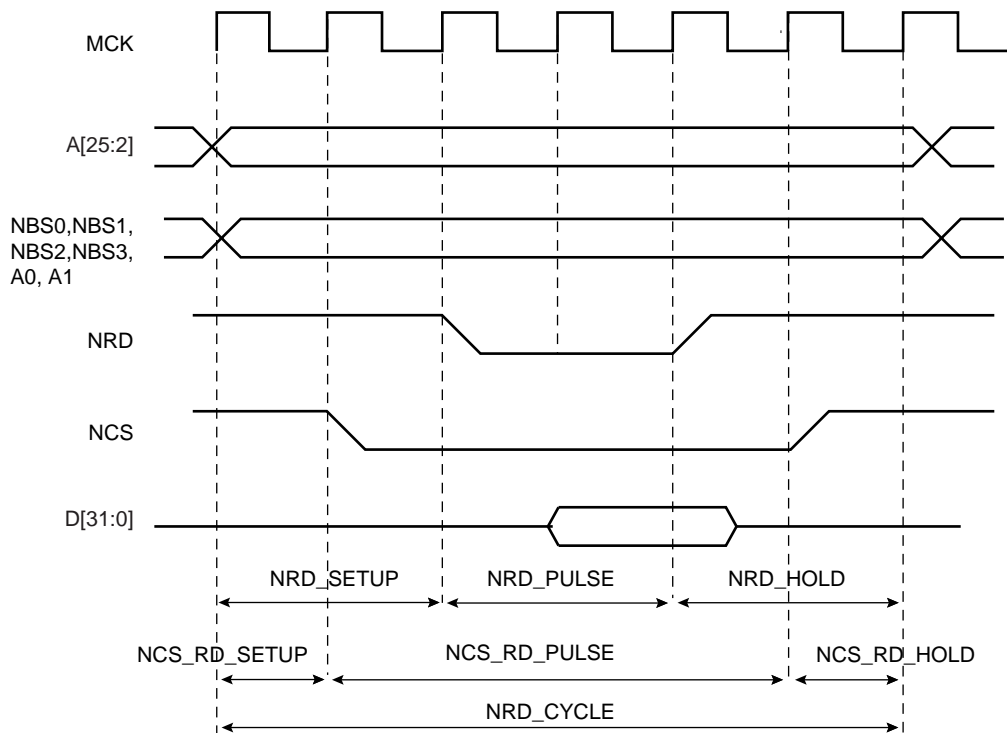 MCK
A[25:2]
NBS0,NBS1,
NBS2,NBS3,
A0, A1
NRD
NCS
D[31:0]
NRD_SETUP
NRD_PULSE
NRD_HOLD
NCS_RD_SETUP
NCS_RD_PULSE
NCS_RD_HOLD
NRD_CYCLE